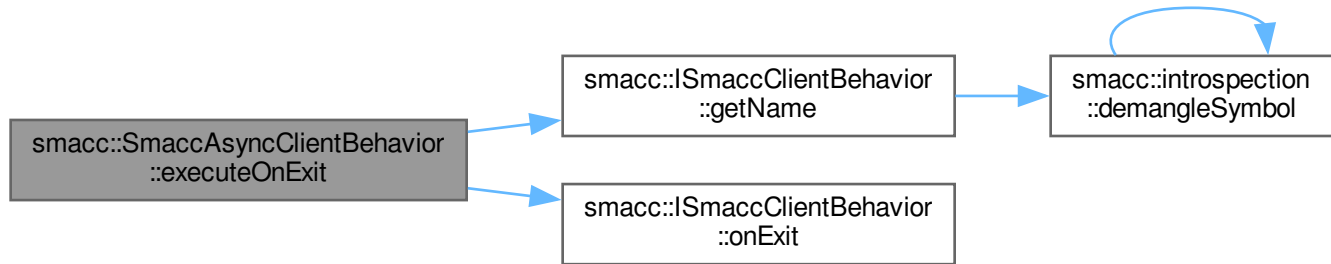 smacc::SmaccAsyncClientBehavior
::executeOnExit
smacc::ISmaccClientBehavior
::getName
smacc::introspection
::demangleSymbol
smacc::ISmaccClientBehavior
::onExit